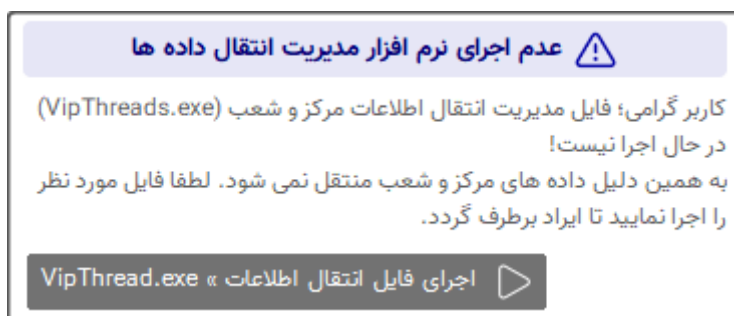 عدم اجرای نرم افزار مدیریت انتقال داده ها
کاربر گرامی؛ فایل مدیریت انتقال اطلاعات مرکز و شعب (VipThreads.exe)
در حال اجرا نیست!
به همین دلیل داده های مرکز و شعب منتقل نمی شود. لطفا فایل مورد نظر
را اجرا نمایید تا ایراد برطرف گردد.
اجرای فایل انتقال اطلاعات » VipThread.exe